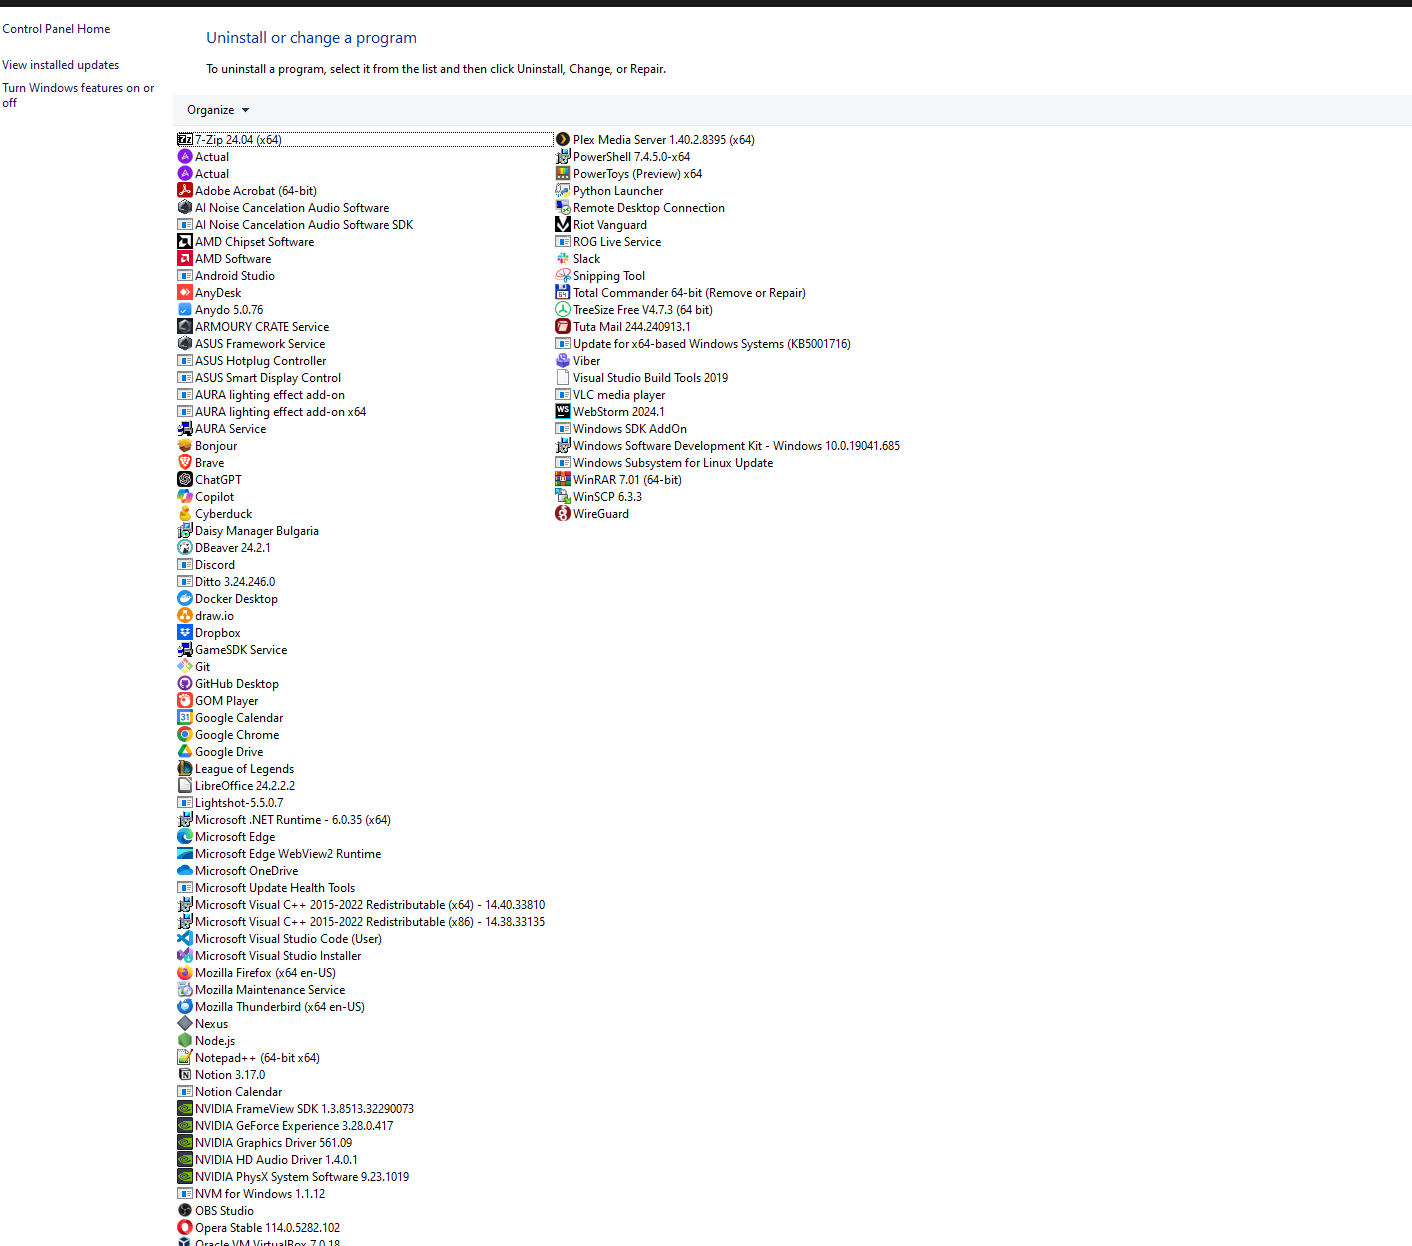 Control Panel Home
View installed updates
Turn Windows features on or
off
Uninstall or change a program
To uninstall a program, select it from the list and then click Uninstall, Change, or Repair.
Organize
7-Zip 24.04 (x64)
Actual
Actual
Adobe Acrobat (64-bit)
AI Noise Cancelation Audio Software
AI Noise Cancelation Audio Software SDK
AMD Chipset Software
AMD Software
Android Studio
AnyDesk
Anydo 5.0.76
ARMOURY CRATE Service
ASUS Framework Service
ASUS Hotplug Controller
ASUS Smart Display Control
AURA lighting effect add-on
AURA lighting effect add-on x64
AURA Service
Bonjour
Brave
ChatGPT
Copilot
Cyberduck
Daisy Manager Bulgaria
DBeaver 24.2.1
Discord
Ditto 3.24.246.0
Docker Desktop
draw.io
Dropbox
GameSDK Service
Git
GitHub Desktop
GOM Player
Google Calendar
Google Chrome
Google Drive
League of Legends
LibreOffice 24.2.2.2
Lightshot-5.5.0.7
Microsoft .NET Runtime - 6.0.35 (x64)
Microsoft Edge
Microsoft Edge WebView2 Runtime
Microsoft OneDrive
Microsoft Update Health Tools
Microsoft Visual C++ 2015-2022 Redistributable (x64) - 14.40.33810
Microsoft Visual C++ 2015-2022 Redistributable (x86) - 14.38.33135
Microsoft Visual Studio Code (User)
Microsoft Visual Studio Installer
Mozilla Firefox (x64 en-US)
Mozilla Maintenance Service
Mozilla Thunderbird (x64 en-US)
Nexus
Node.js
Notepad++ (64-bit x64)
Notion 3.17.0
Notion Calendar
NVIDIA FrameView SDK 1.3.8513.32290073
NVIDIA GeForce Experience 3.28.0.417
NVIDIA Graphics Driver 561.09
NVIDIA HD Audio Driver 1.4.0.1
NVIDIA PhysX System Software 9.23.1019
NVM for Windows 1.1.12
OBS Studio
Opera Stable 114.0.5282.102
Oracle VM VirtualBox 7.0.18
Plex Media Server 1.40.2.8395 (x64)
PowerShell 7.4.5.0-x64
PowerToys (Preview) x64
Python Launcher
Remote Desktop Connection
Riot Vanguard
ROG Live Service
Slack
Snipping Tool
Total Commander 64-bit (Remove or Repair)
TreeSize Free V4.7.3 (64 bit)
Tuta Mail 244.240913.1
Update for x64-based Windows Systems (KB5001716)
Viber
Visual Studio Build Tools 2019
VLC media player
WebStorm 2024.1
Windows SDK AddOn
Windows Software Development Kit - Windows 10.0.19041.685
Windows Subsystem for Linux Update
WinRAR 7.01 (64-bit)
WinSCP 6.3.3
WireGuard